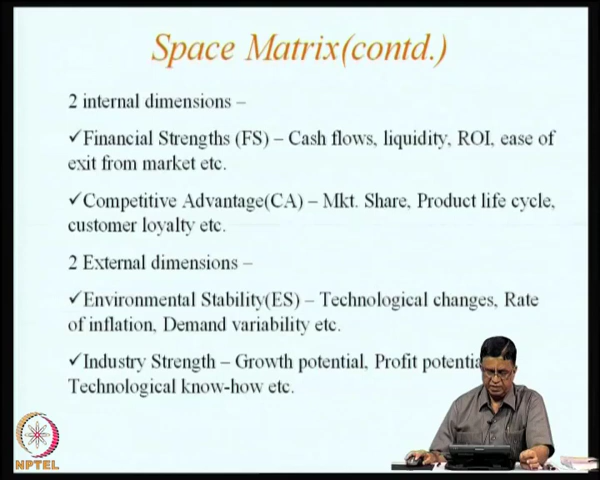 Space Matrix(contd.)
2 internal dimensions –
✓Financial Strengths (FS) – Cash flows, liquidity, ROI, ease of
exit from market etc.
✓Competitive Advantage(CA) – Mkt. Share, Product life cycle,
customer loyalty etc.
2 External dimensions –
✓Environmental Stability(ES) – Technological changes, Rate
of inflation, Demand variability etc.
✓Industry Strength – Growth potential, Profit
Technological know-how etc.
NPTEL